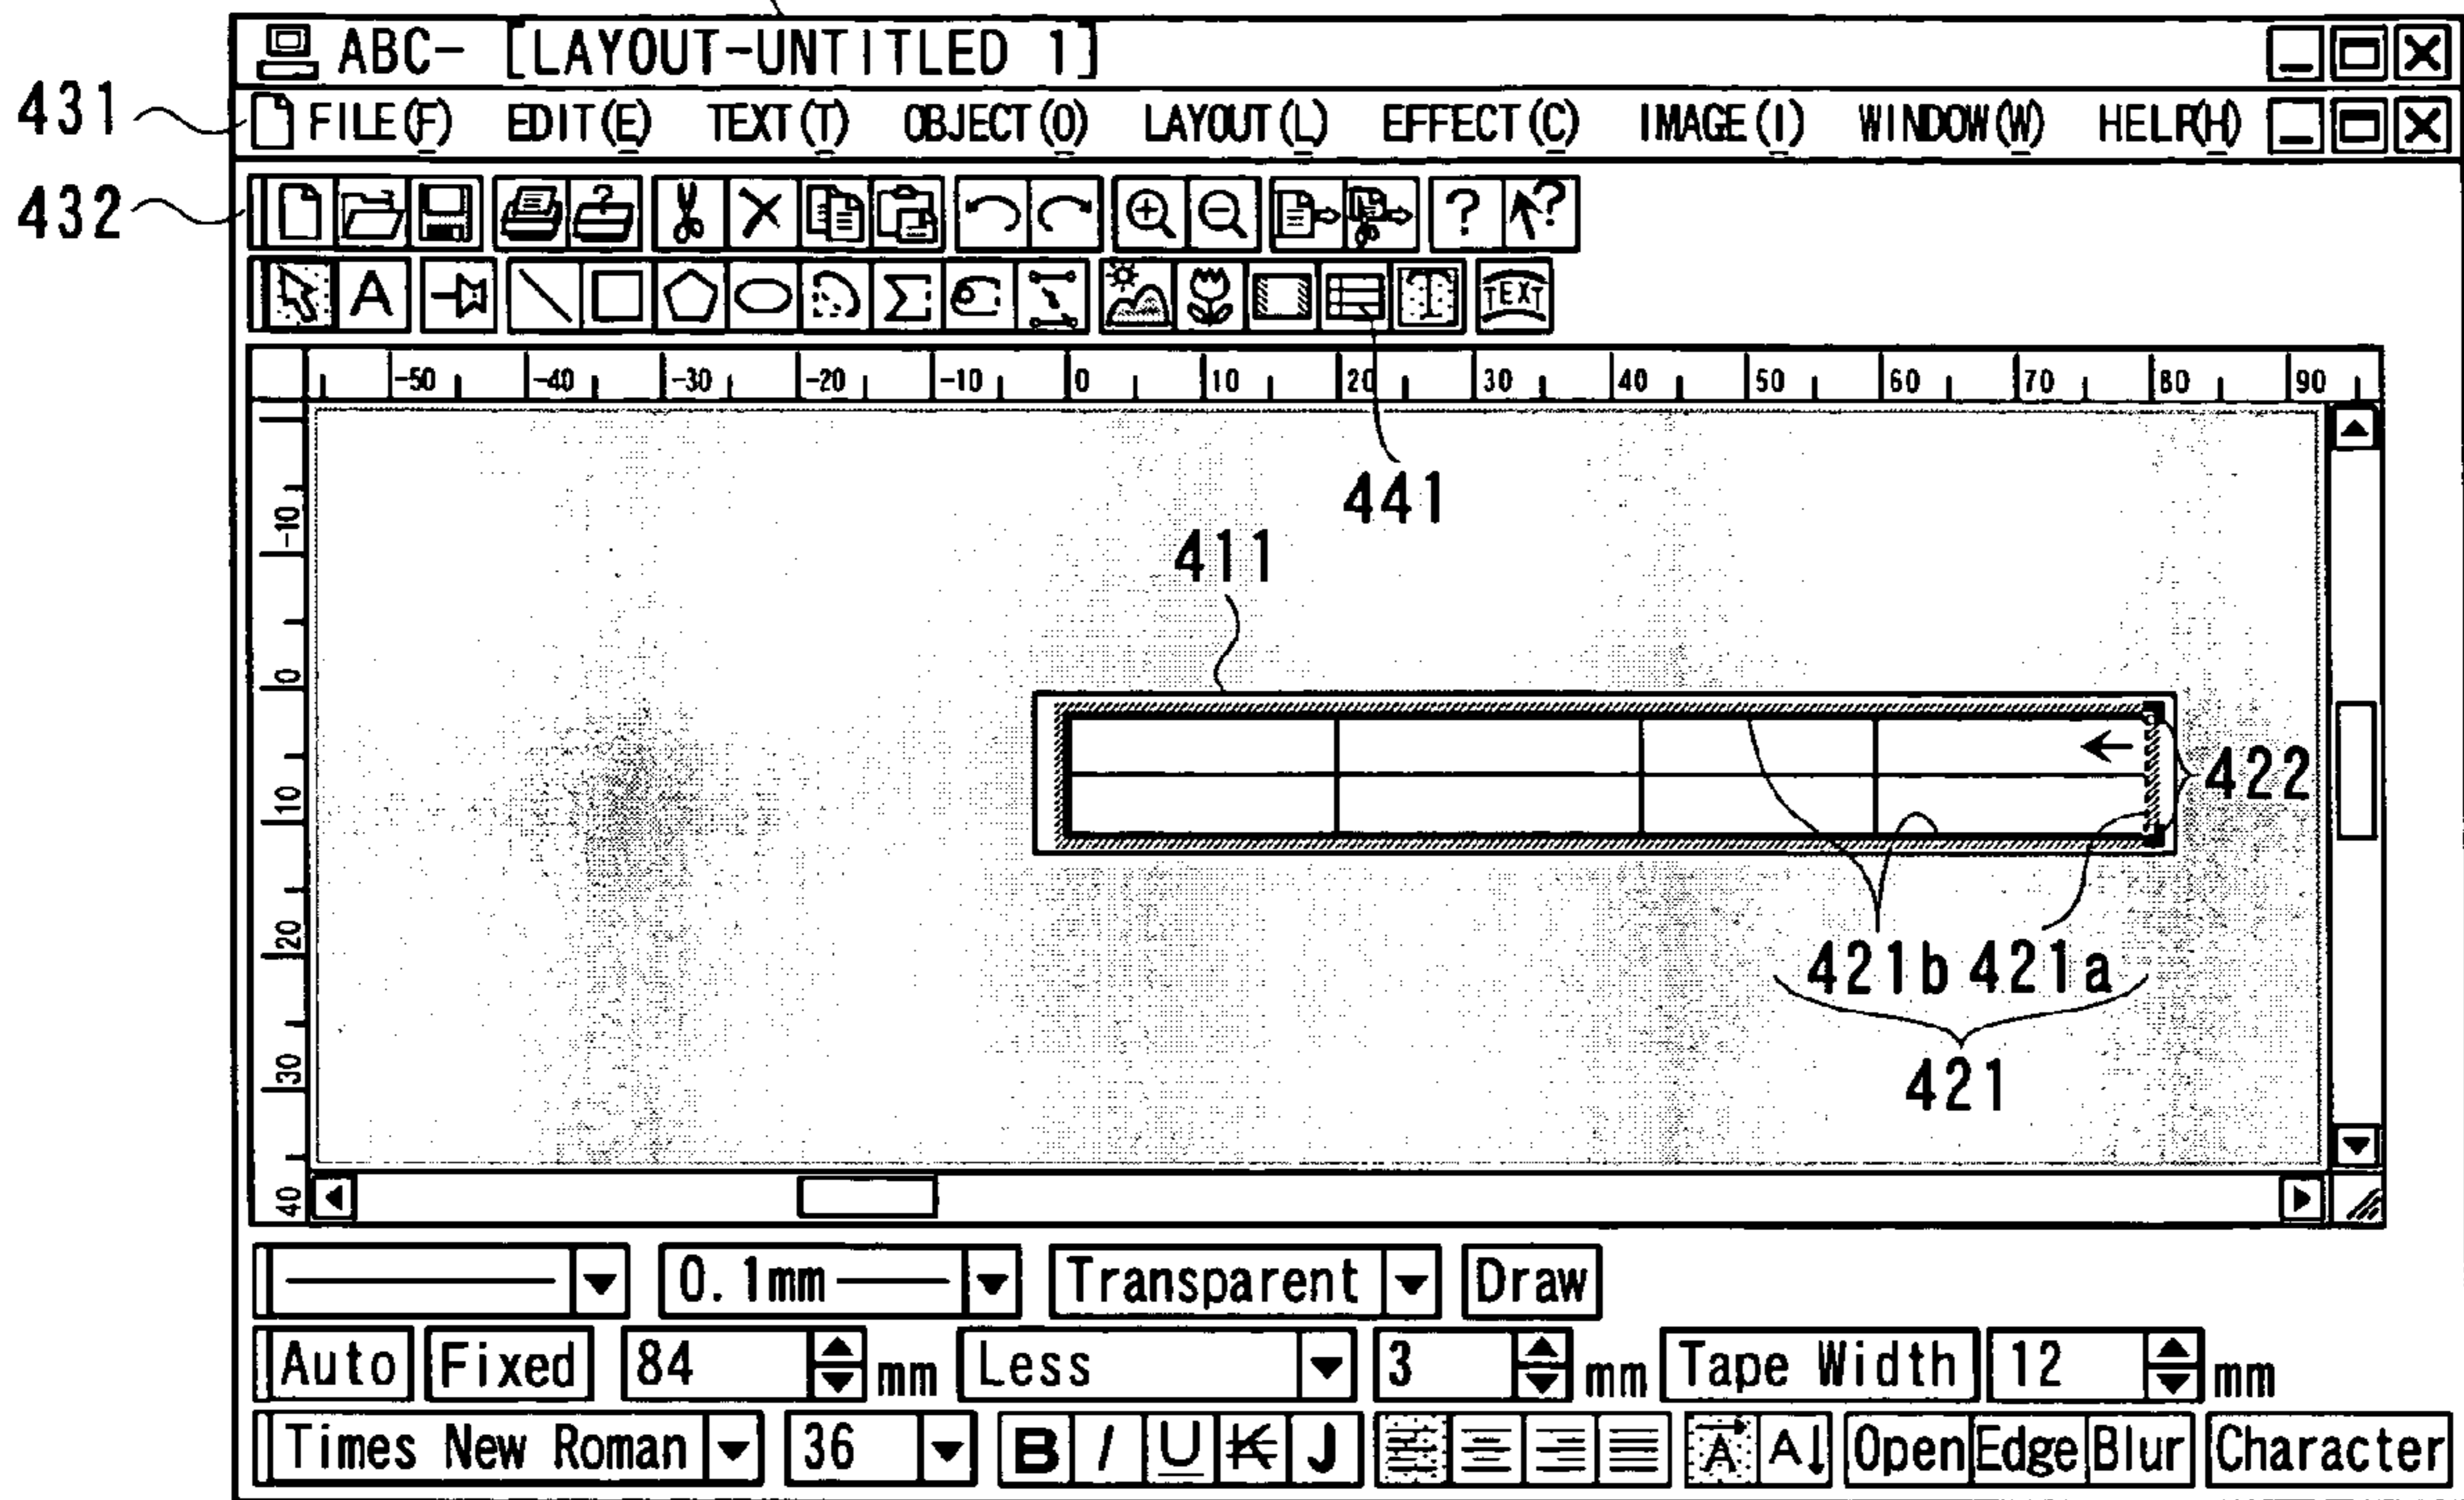 ABC- [LAYOUT-UNTITLED 1]
431
FILE(F) EDIT(E) TEXT(T) OBJECT(O) LAYOUT(L) EFFECT(C) IMAGE(I) WINDOW(W) HELP(H)
432
? ?
A TEXT
-50 -40 -30 -20 -10 0 10 20 30 40 50 60 70 80 90
441
-10
411
0
422
10
20
421b 421a
421
30
40
0.1mm Transparent Draw
Auto Fixed 84 mm Less 3 mm Tape Width 12 mm
Times New Roman 36 B I U K J A A Open Edge Blur Character